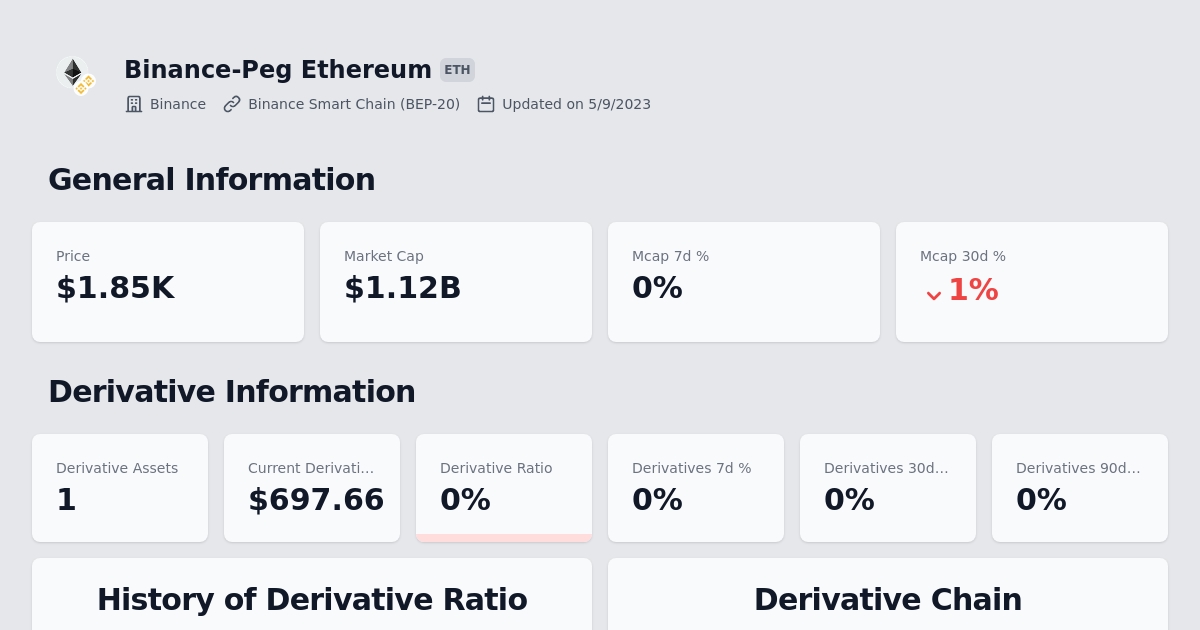 Binance-Peg Ethereum ETH
Binance Binance Smart Chain (BEP-20) Updated on 5/9/2023
General Information
Price
$1.85K
Market Cap
$1.12B
Mcap 7d %
0%
Mcap 30d %
1%
Derivative Information
Derivative Assets
1
Current Derivati...
$697.66
Derivative Ratio
0%
Derivatives 7d %
0%
Derivatives 30d...
0%
Derivatives 90d...
0%
History of Derivative Ratio
Derivative Chain